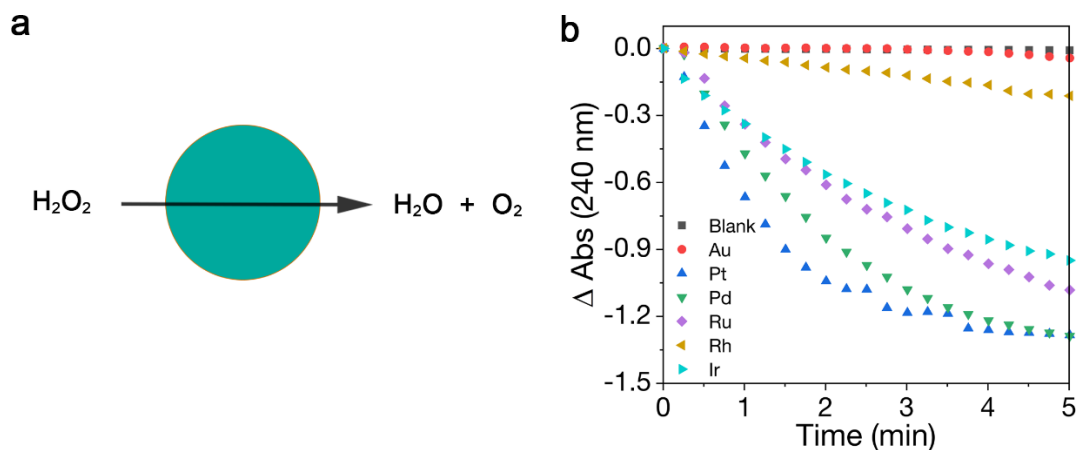 a
H₂O₂
H₂O + O₂
b
Δ Abs (240 nm)
0.0
-0.3
-0.6
-0.9
-1.2
-1.5
Blank
Au
Pt
Pd
Ru
Rh
Ir
0 1 2 3 4 5
Time (min)